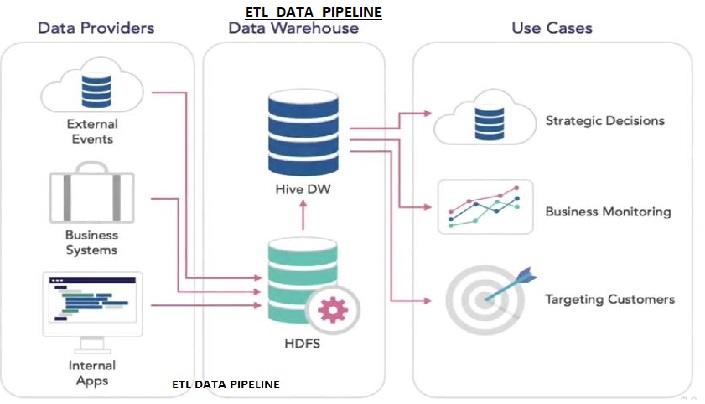 ETL DATA PIPELINE
Data Providers
Data Warehouse
Use Cases
External
Events
Business
Systems
Internal
Apps
Hive DW
HDFS
Strategic Decisions
Business Monitoring
Targeting Customers
ETL DATA PIPELINE